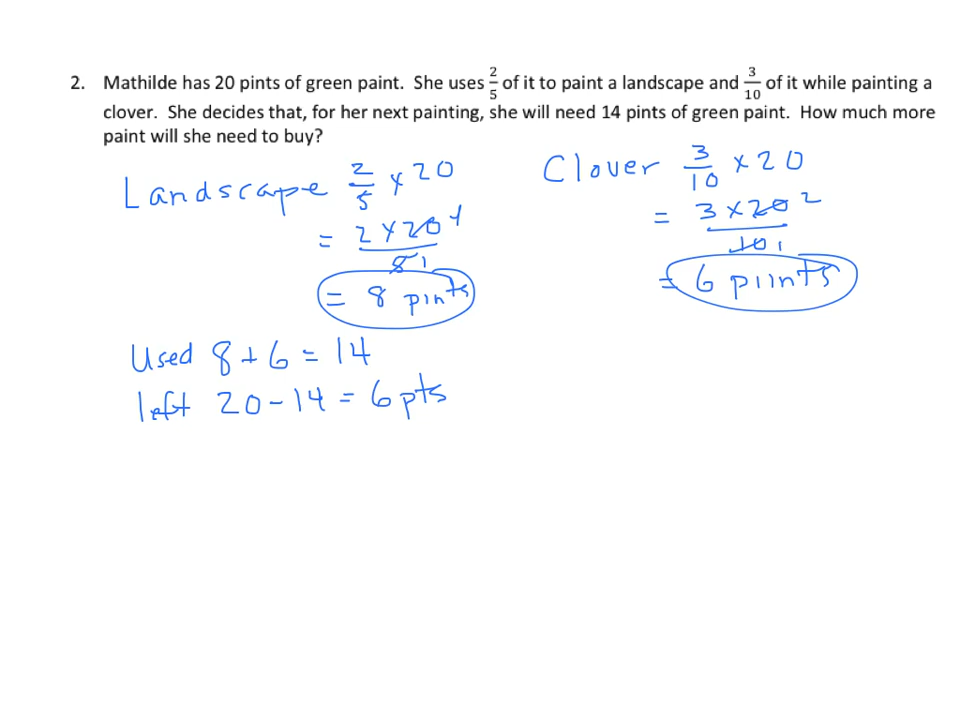 2. Mathilde has 20 pints of green paint. She uses 2/5 of it to paint a landscape and 3/10 of it while painting a
clover. She decides that, for her next painting, she will need 14 pints of green paint. How much more
paint will she need to buy?
Landscape 2/5 x 20
= 2 x 20 4 / 5 1
= 8 pints
Clover 3/10 x 20
= 3 x 20 2 / 10 1
= 6 piints
Used 8 + 6 = 14
left 20 - 14 = 6 pts